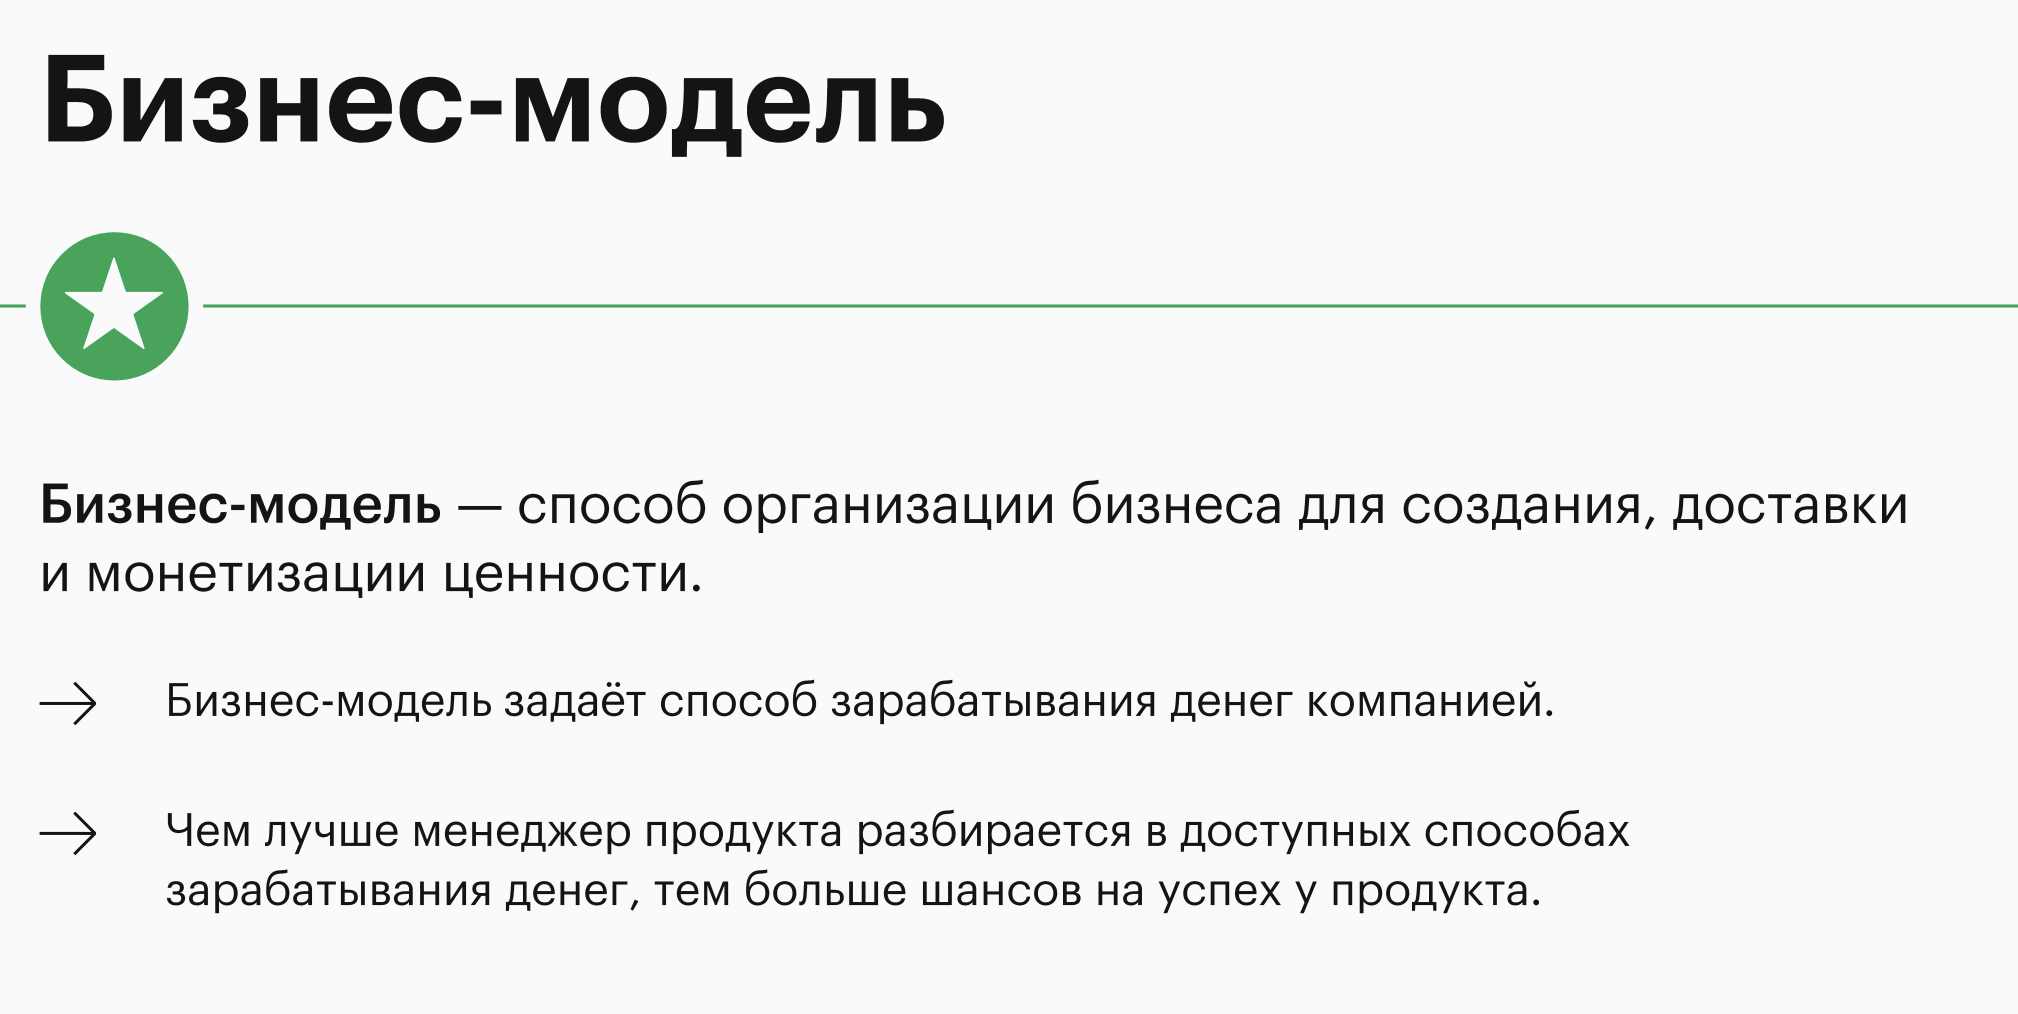 Бизнес-модель
Бизнес-модель — способ организации бизнеса для создания, доставки
и монетизации ценности.
Бизнес-модель задаёт способ зарабатывания денег компанией.
Чем лучше менеджер продукта разбирается в доступных способах
зарабатывания денег, тем больше шансов на успех у продукта.